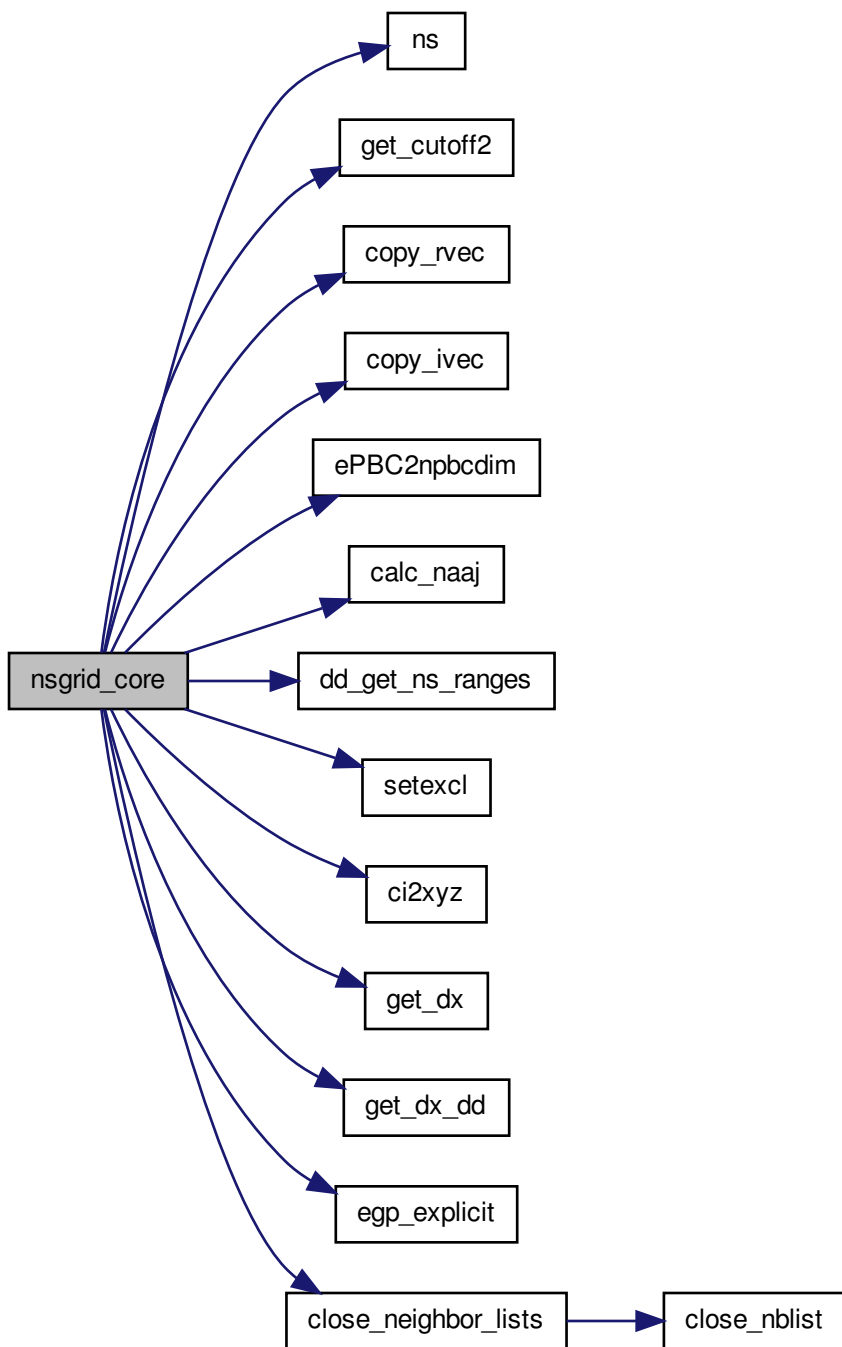 ns
get_cutoff2
copy_rvec
copy_ivec
ePBC2npbcdim
calc_naaj
nsgrid_core
dd_get_ns_ranges
setexcl
ci2xyz
get_dx
get_dx_dd
egp_explicit
close_neighbor_lists
close_nblist